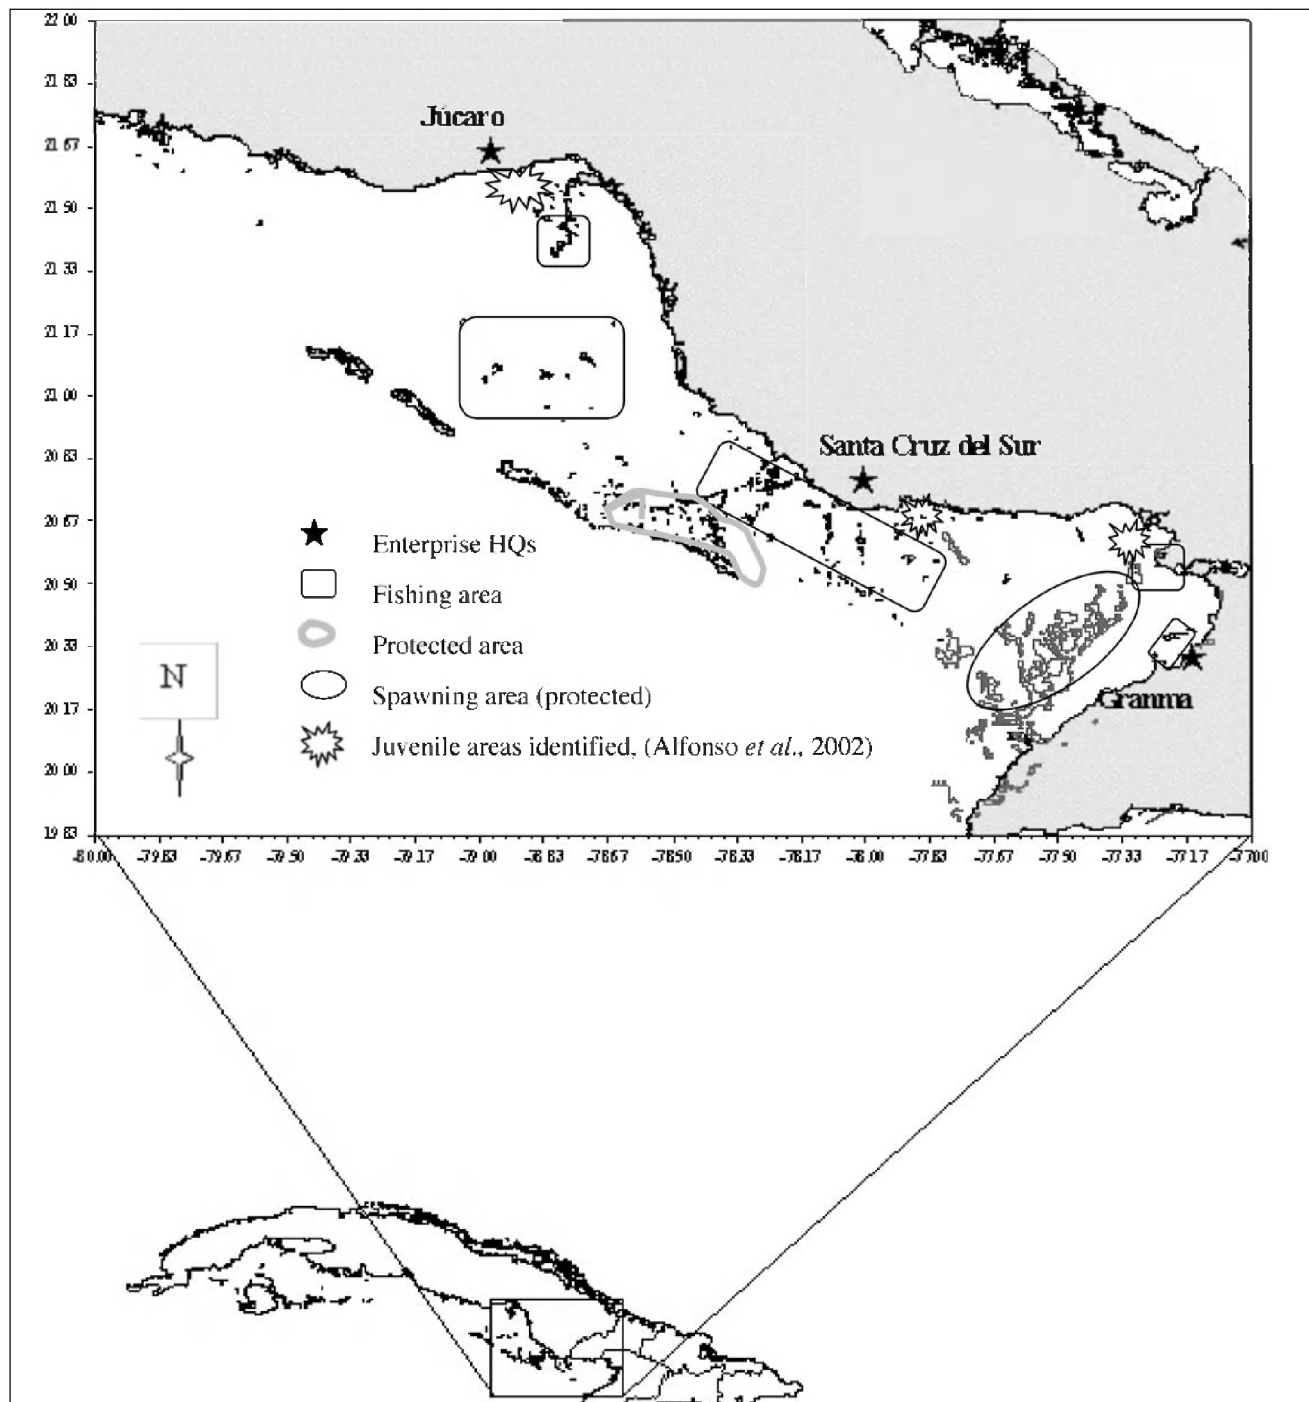 22 00
21 83
21 67
21 50
21 33
21 17
21 00
20 83
20 67
20 50
20 33
20 17
20 00
19 83
Júcaro
Santa Cruz del Sur
Granma
Enterprise HQs
Fishing area
Protected area
Spawning area (protected)
Juvenile areas identified, (Alfonso et al., 2002)
N
-80.00 -79.83 -79.67 -79.50 -79.33 -79.17 -79.00 -78.83 -78.67 -78.50 -78.33 -78.17 -78.00 -77.83 -77.67 -77.50 -77.33 -77.17 -77.00